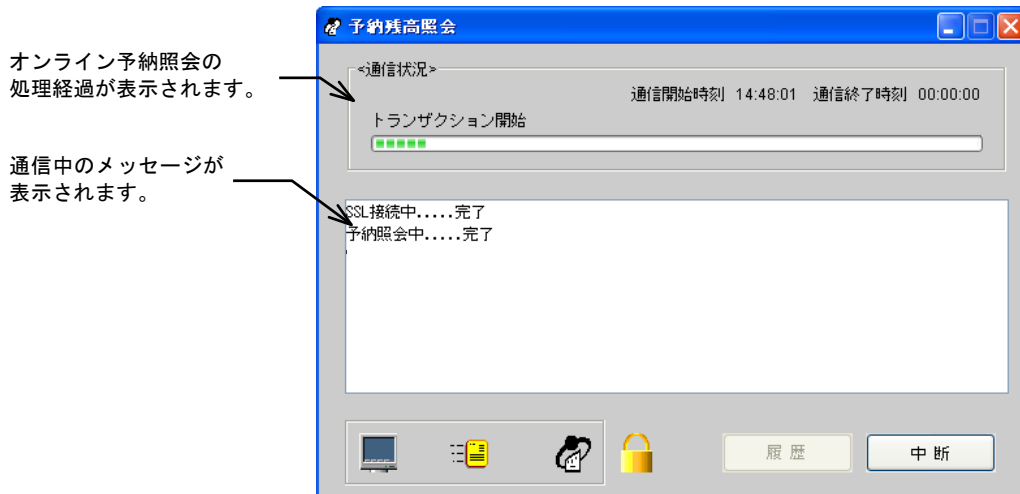 予納残高照会
オンライン予納照会の
処理経過が表示されます。
<通信状況>
通信開始時刻 14:48:01 通信終了時刻 00:00:00
トランザクション開始
通信中のメッセージが
表示されます。
SSL接続中.....完了
予納照会中.....完了
履歴
中断